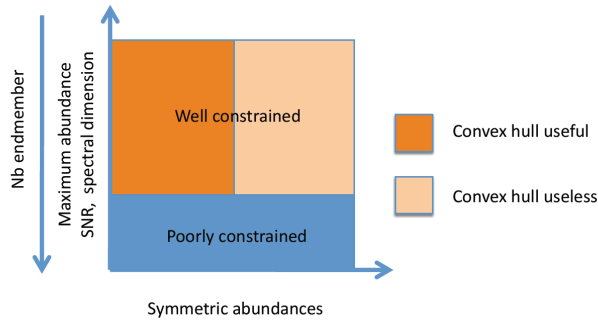 Nb endmember
Maximum abundance
SNR, spectral dimension
Well constrained
Poorly constrained
Symmetric abundances
Convex hull useful
Convex hull useless